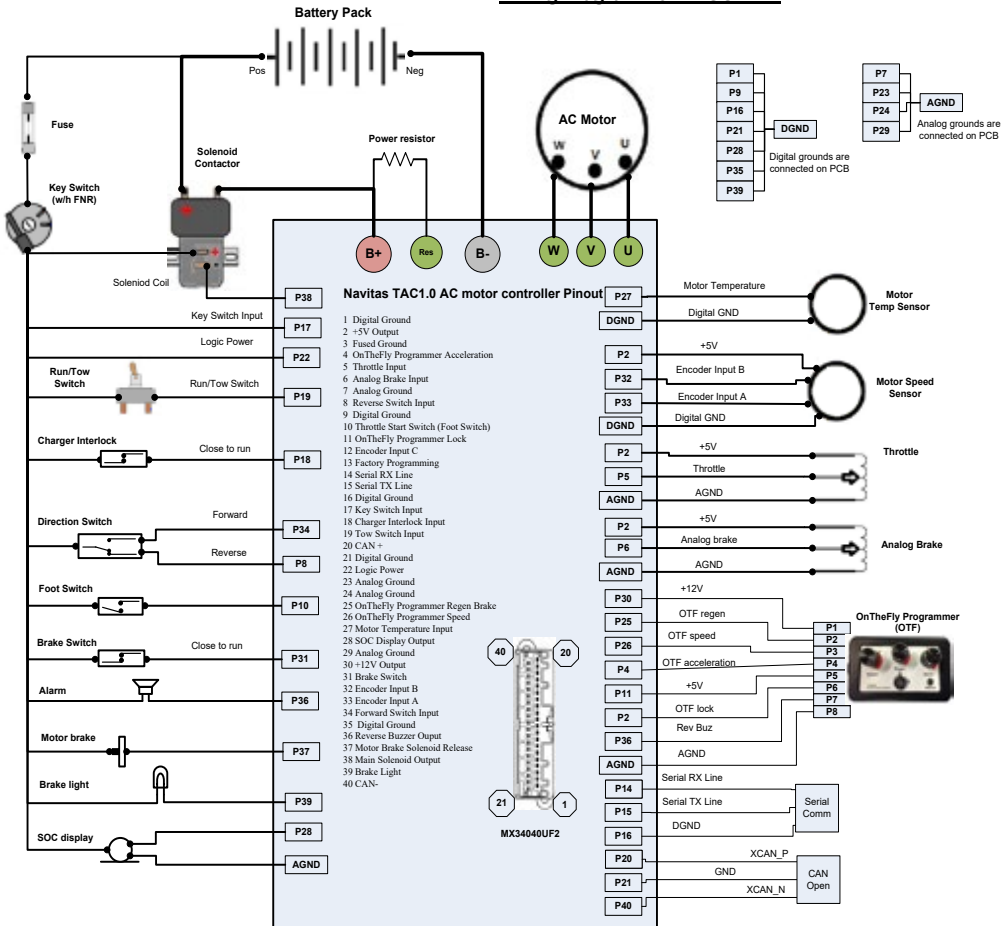 Battery Pack
Pos
Neg
Fuse
Solenoid
Contactor
Power resistor
Key Switch
(w/h FNR)
Soleniod Coil
AC Motor
W
V
U
P1
P9
P16
P21
P28
P35
P39
DGND
Digital grounds are
connected on PCB
P7
P23
P24
P29
AGND
Analog grounds are
connected on PCB
B+
Res
B-
W
V
U
Navitas TAC1.0 AC motor controller Pinout
1 Digital Ground
2 +5V Output
3 Fused Ground
4 OnTheFly Programmer Acceleration
5 Throttle Input
6 Analog Brake Input
7 Analog Ground
8 Reverse Switch Input
9 Digital Ground
10 Throttle Start Switch (Foot Switch)
11 OnTheFly Programmer Lock
12 Encoder Input C
13 Factory Programming
14 Serial RX Line
15 Serial TX Line
16 Digital Ground
17 Key Switch Input
18 Charger Interlock Input
19 Tow Switch Input
20 CAN +
21 Digital Ground
22 Logic Power
23 Analog Ground
24 Analog Ground
25 OnTheFly Programmer Regen Brake
26 OnTheFly Programmer Speed
27 Motor Temperature Input
28 SOC Display Output
29 Analog Ground
30 +12V Output
31 Brake Switch
32 Encoder Input B
33 Encoder Input A
34 Forward Switch Input
35 Digital Ground
36 Reverse Buzzer Ouput
37 Motor Brake Solenoid Release
38 Main Solenoid Output
39 Brake Light
40 CAN-
40
20
21
1
MX34040UF2
P38
Key Switch Input
P17
Logic Power
P22
Run/Tow
Switch
Run/Tow Switch
P19
Charger Interlock
Close to run
P18
Direction Switch
Forward
P34
Reverse
P8
Foot Switch
P10
Brake Switch
Close to run
P31
Alarm
P36
Motor brake
P37
Brake light
P39
SOC display
P28
AGND
P27
Motor Temperature
DGND
Digital GND
Motor
Temp Sensor
P2
+5V
P32
Encoder Input B
P33
Encoder Input A
DGND
Digital GND
Motor Speed
Sensor
P2
+5V
P5
Throttle
AGND
AGND
Throttle
P2
+5V
P6
Analog brake
AGND
AGND
Analog Brake
P30
+12V
P25
OTF regen
P26
OTF speed
P4
OTF acceleration
P11
+5V
P2
OTF lock
P36
Rev Buz
AGND
AGND
OnTheFly Programmer
(OTF)
P1
P2
P3
P4
P5
P6
P7
P8
P14
Serial RX Line
P15
Serial TX Line
P16
DGND
Serial
Comm
P20
XCAN_P
P21
GND
P40
XCAN_N
CAN
Open